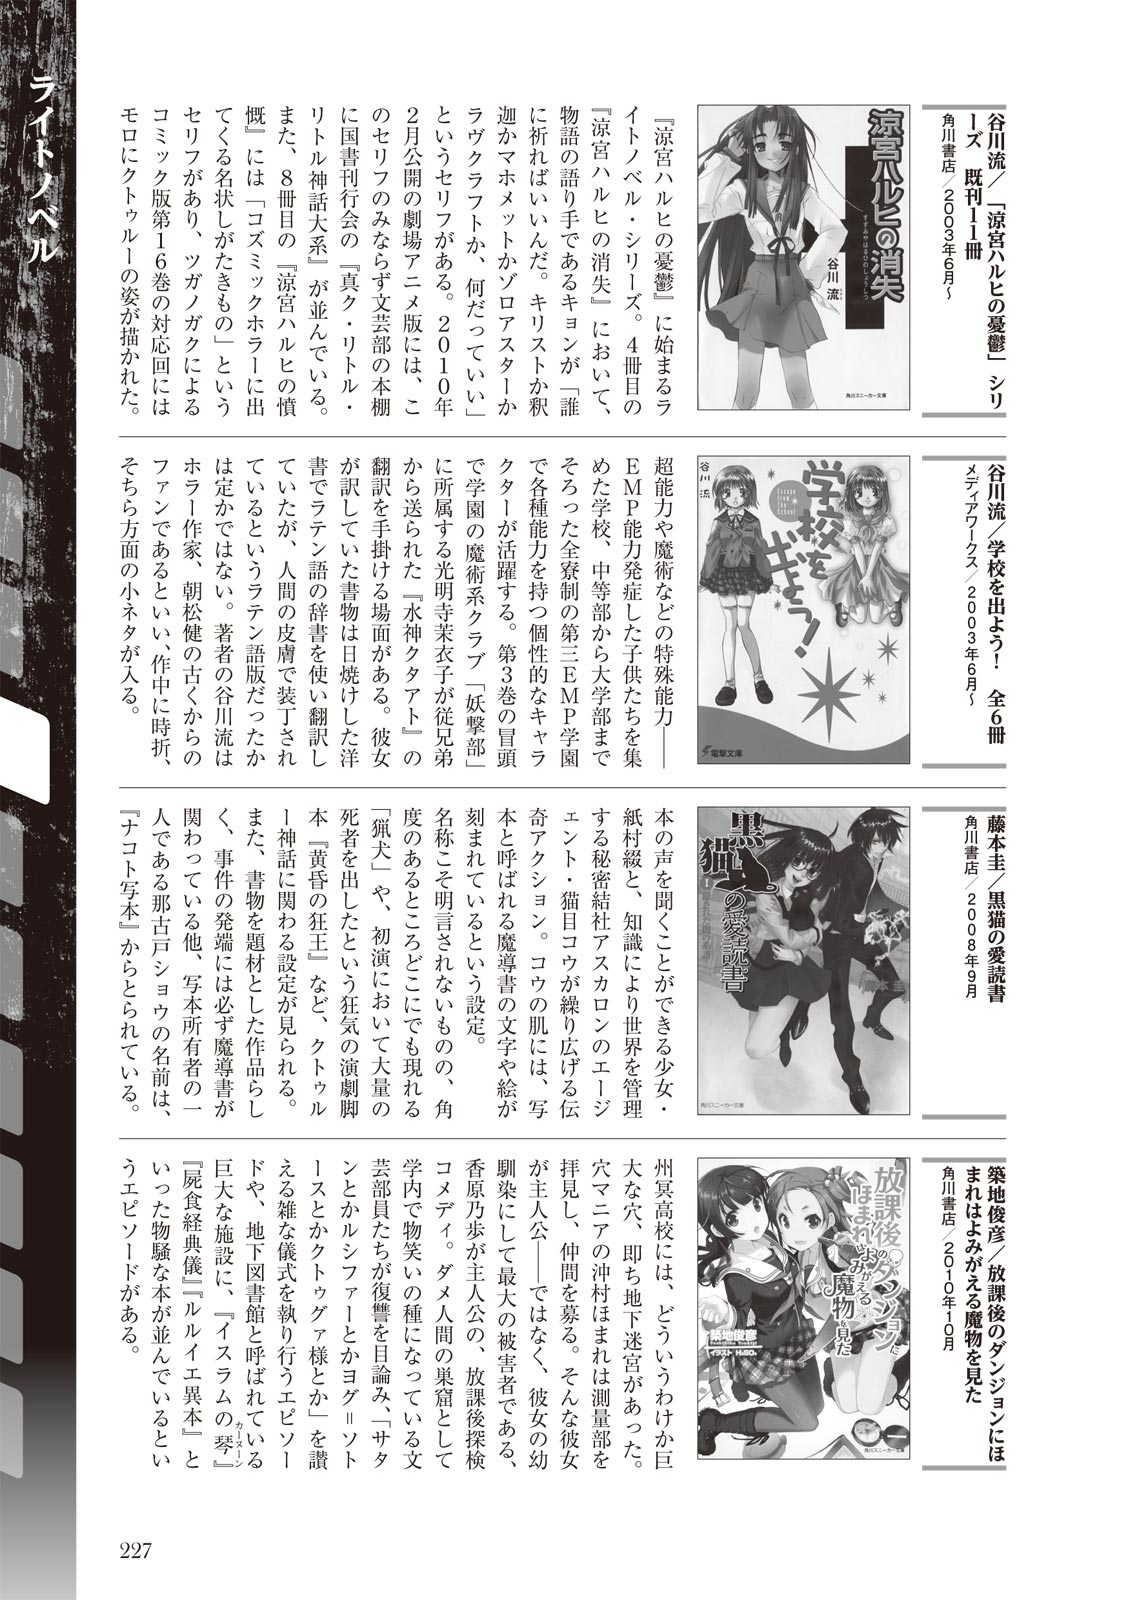 ライトノベル
谷川流／「涼宮ハルヒの憂鬱」シリ
ーズ　既刊11冊
角川書店／2003年6月〜
涼宮ハルヒの消失
すずみやはるひのしょうしつ
谷川 流
角川スニーカー文庫
『涼宮ハルヒの憂鬱』に始まるラ
イトノベル・シリーズ。4冊目の
『涼宮ハルヒの消失』において、
物語の語り手であるキョンが「誰
に祈ればいいんだ。キリストか釈
迦かマホメットかゾロアスターか
ラヴクラフトか、何だっていい」
というセリフがある。2010年
2月公開の劇場アニメ版には、こ
のセリフのみならず文芸部の本棚
に国書刊行会の『真ク・リトル・
リトル神話大系』が並んでいる。
また、8冊目の『涼宮ハルヒの憤
慨』には「コズミックホラーに出
てくる名状しがたきもの」という
セリフがあり、ツガノガクによる
コミック版第16巻の対応回には
モロにクトゥルーの姿が描かれた。
谷川流／学校を出よう！　全6冊
メディアワークス／2003年6月〜
谷川 流
学校を出よう!
Escape from The School
電撃文庫
超能力や魔術などの特殊能力――
EMP能力発症した子供たちを集
めた学校、中等部から大学部まで
そろった全寮制の第三EMP学園
で各種能力を持つ個性的なキャラ
クターが活躍する。第3巻の冒頭
で学園の魔術系クラブ「妖撃部」
に所属する光明寺茉衣子が従兄弟
から送られた『水神クタアト』の
翻訳を手掛ける場面がある。彼女
が訳していた書物は日焼けした洋
書でラテン語の辞書を使い翻訳し
ていたが、人間の皮膚で装丁され
ているというラテン語版だったか
は定かではない。著者の谷川流は
ホラー作家、朝松健の古くからの
ファンであるといい、作中に時折、
そちら方面の小ネタが入る。
藤本圭／黒猫の愛読書
角川書店／2008年9月
黒猫の愛読書
I
藤本 圭
角川スニーカー文庫
本の声を聞くことができる少女・
紙村綴と、知識により世界を管理
する秘密結社アスカロンのエージ
ェント・猫目コウが繰り広げる伝
奇アクション。コウの肌には、写
本と呼ばれる魔導書の文字や絵が
刻まれているという設定。
名称こそ明言されないものの、角
度のあるところどこにでも現れる
「猟犬」や、初演において大量の
死者を出したという狂気の演劇脚
本『黄昏の狂王』など、クトゥル
ー神話に関わる設定が見られる。
また、書物を題材とした作品らし
く、事件の発端には必ず魔導書が
関わっている他、写本所有者の一
人である那古戸ショウの名前は、
『ナコト写本』からとられている。
築地俊彦／放課後のダンジョンにほ
まれはよみがえる魔物を見た
角川書店／2010年10月
放課後のダンジョンに
ほまれはよみがえる
魔物を見た
築地俊彦
イラスト H₂SO₄
角川スニーカー文庫
州冥高校には、どういうわけか巨
大な穴、即ち地下迷宮があった。
穴マニアの沖村ほまれは測量部を
拝見し、仲間を募る。そんな彼女
が主人公――ではなく、彼女の幼
馴染にして最大の被害者である、
香原乃歩が主人公の、放課後探検
コメディ。ダメ人間の巣窟として
学内で物笑いの種になっている文
芸部員たちが復讐を目論み、「サタ
ンとかルシファーとかヨグ＝ソト
ースとかクトゥグァ様とか」を讃
える雑な儀式を執り行うエピソー
ドや、地下図書館と呼ばれている
巨大な施設に、『イスラムの琴』
カーヌーン
『屍食経典儀』『ルルイエ異本』と
いった物騒な本が並んでいるとい
うエピソードがある。
227